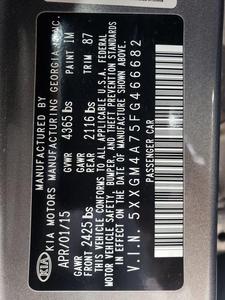 MANUFACTURED BY
KIA MOTORS MANUFACTURING GEORGIA, INC.
APR/01/15 GVWR 4365 lbs PAINT IM
GAWR GAWR TRIM 87
FRONT 2425 lbs REAR 2116 lbs
THIS VEHICLE CONFORMS TO ALL APPLICABLE U.S.A. FEDERAL
MOTOR VEHICLE SAFETY, BUMPER, AND THEFT PREVENTION STANDARDS
IN EFFECT ON THE DATE OF MANUFACTURE SHOWN ABOVE.
V.I.N. 5XXGM4A75FG466682
PASSENGER CAR
KIA